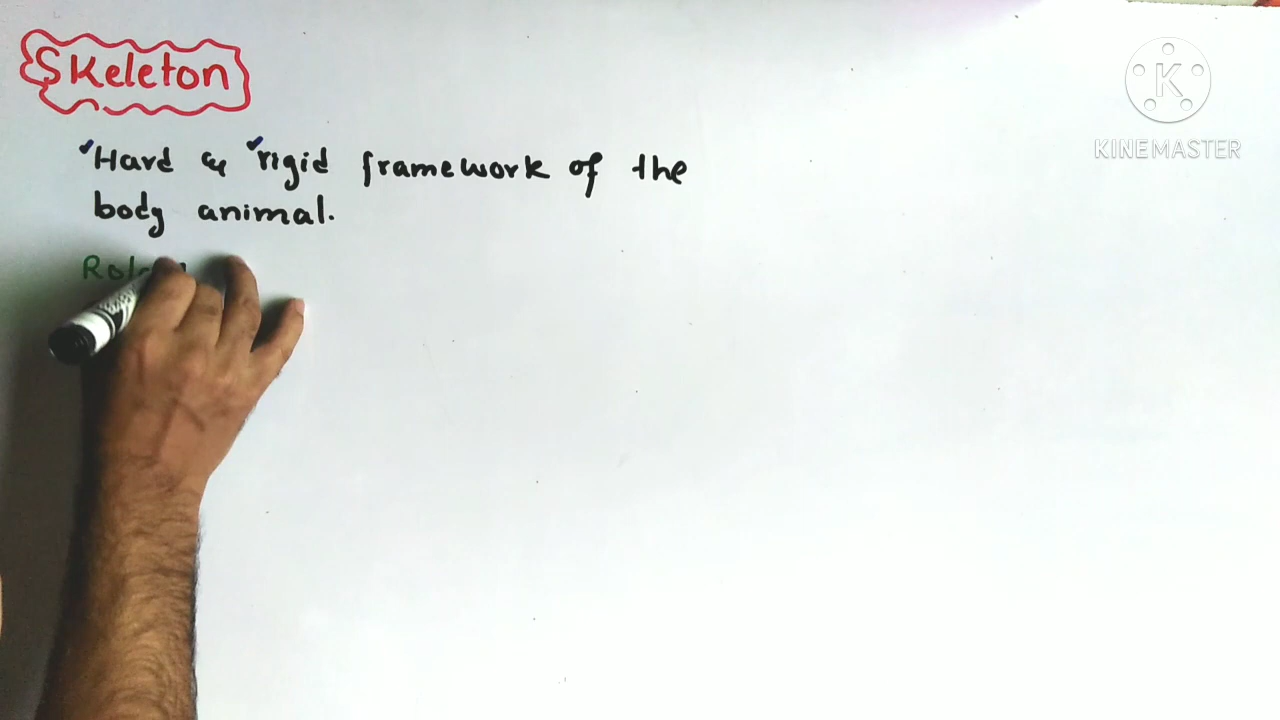 Skeleton
Hard & rigid framework of the
body animal.
K
KINEMASTER